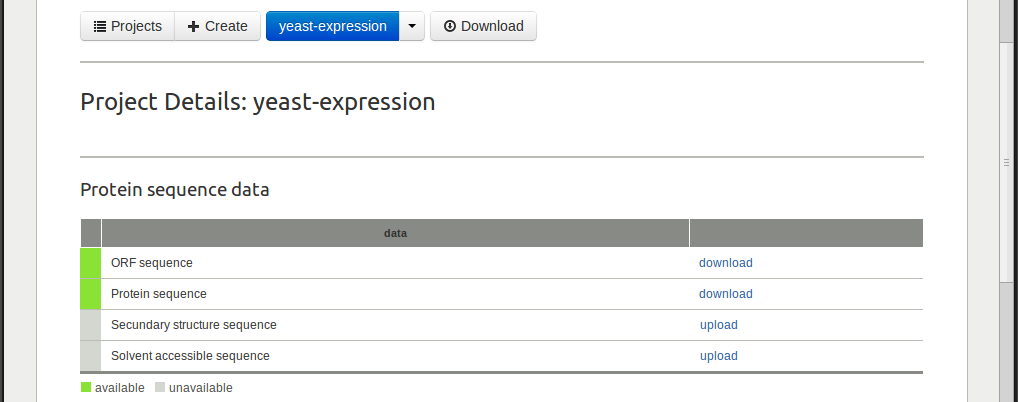 Projects Create yeast-expression Download
Project Details: yeast-expression
Protein sequence data
data
ORF sequence download
Protein sequence download
Secundary structure sequence upload
Solvent accessible sequence upload
available unavailable